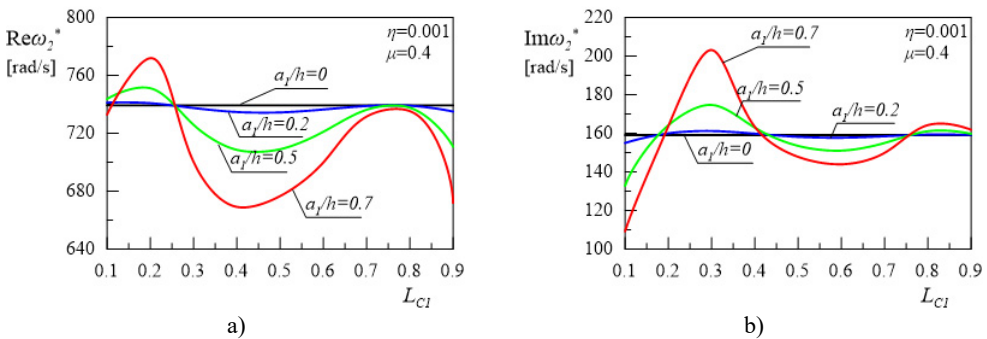 800
Reω₂*
[rad/s]
760
720
680
640
η=0.001
μ=0.4
a₁/h=0
a₁/h=0.2
a₁/h=0.5
a₁/h=0.7
0.1 0.2 0.3 0.4 0.5 0.6 0.7 0.8 0.9
L_C1
a)
220
Imω₂*
[rad/s]
200
180
160
140
120
100
η=0.001
μ=0.4
a₁/h=0.7
a₁/h=0.5
a₁/h=0.2
a₁/h=0
0.1 0.2 0.3 0.4 0.5 0.6 0.7 0.8 0.9
L_C1
b)